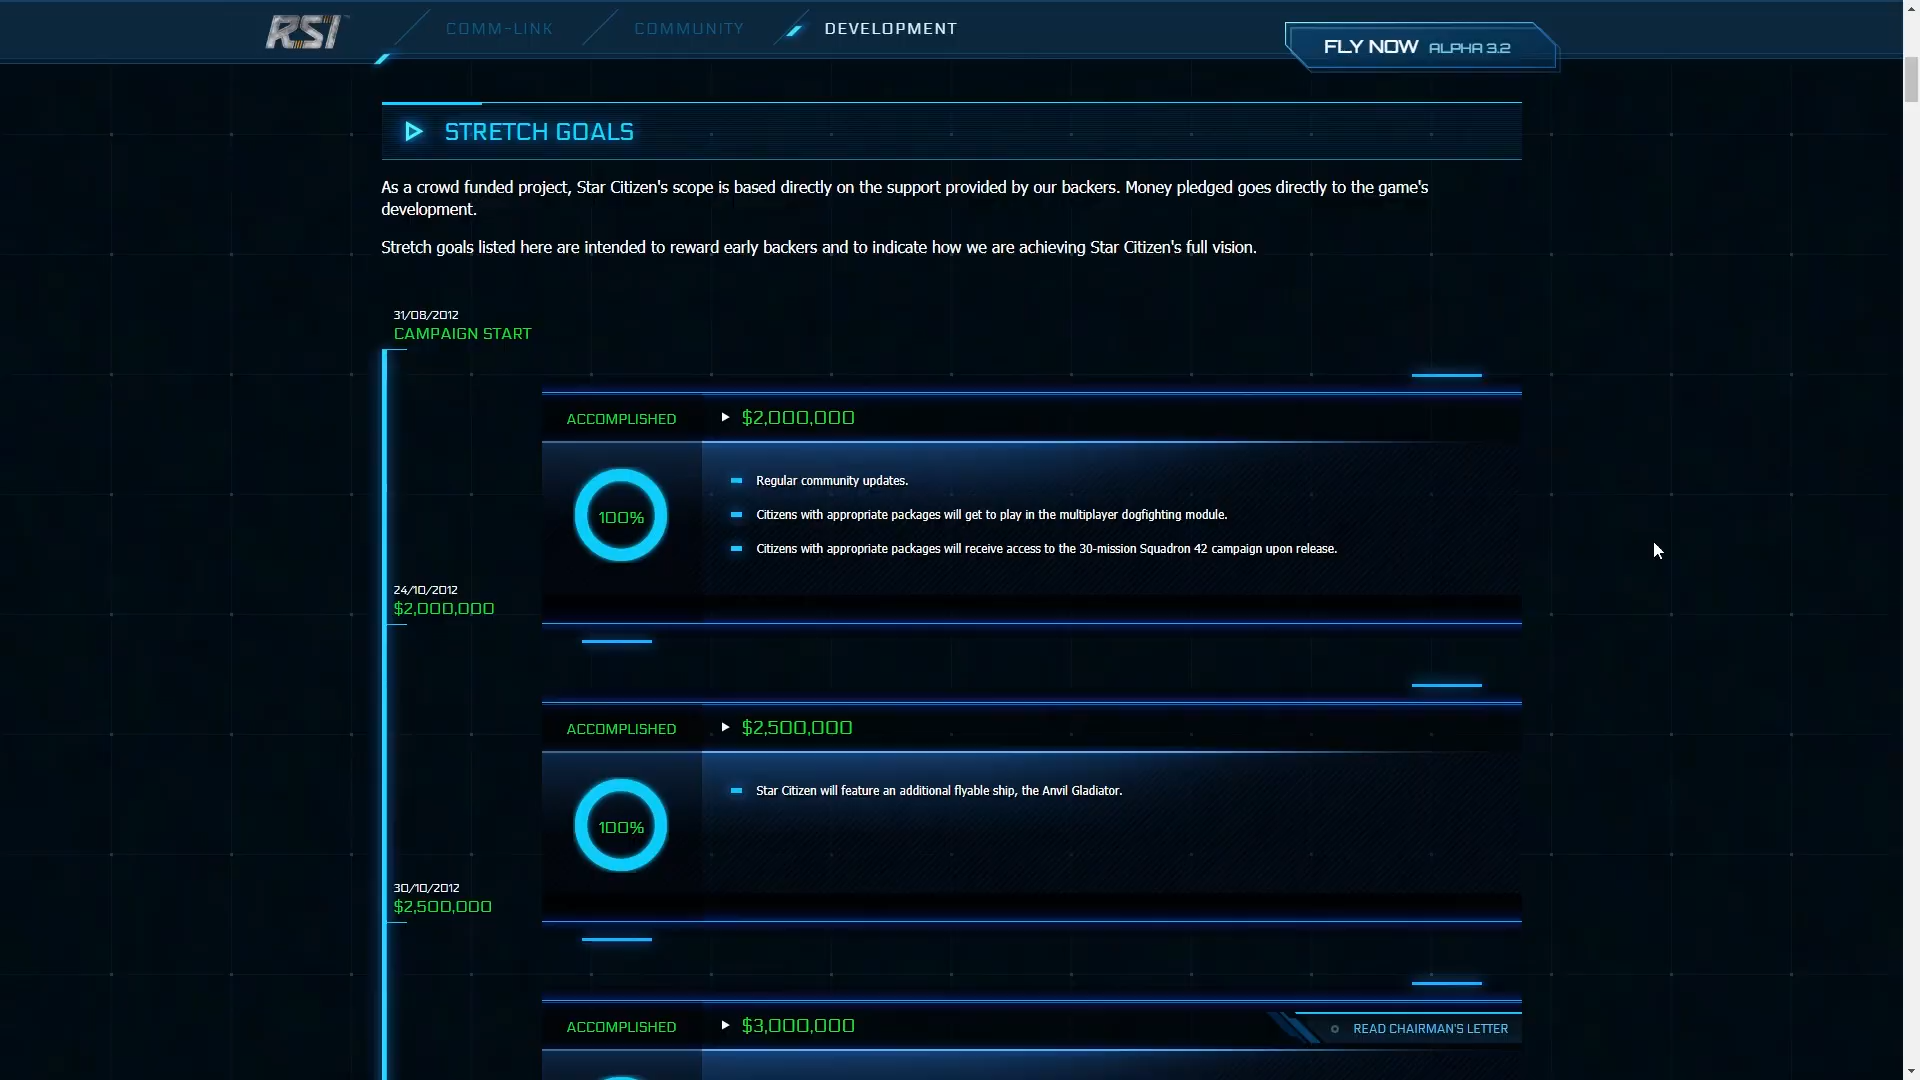 RSI
COMM-LINK
COMMUNITY
DEVELOPMENT
FLY NOW ALPHA 3.2
STRETCH GOALS
As a crowd funded project, Star Citizen's scope is based directly on the support provided by our backers. Money pledged goes directly to the game's
development.
Stretch goals listed here are intended to reward early backers and to indicate how we are achieving Star Citizen's full vision.
31/08/2012
CAMPAIGN START
ACCOMPLISHED
$2,000,000
100%
Regular community updates.
Citizens with appropriate packages will get to play in the multiplayer dogfighting module.
Citizens with appropriate packages will receive access to the 30-mission Squadron 42 campaign upon release.
24/10/2012
$2,000,000
ACCOMPLISHED
$2,500,000
100%
Star Citizen will feature an additional flyable ship, the Anvil Gladiator.
30/10/2012
$2,500,000
ACCOMPLISHED
$3,000,000
READ CHAIRMAN'S LETTER